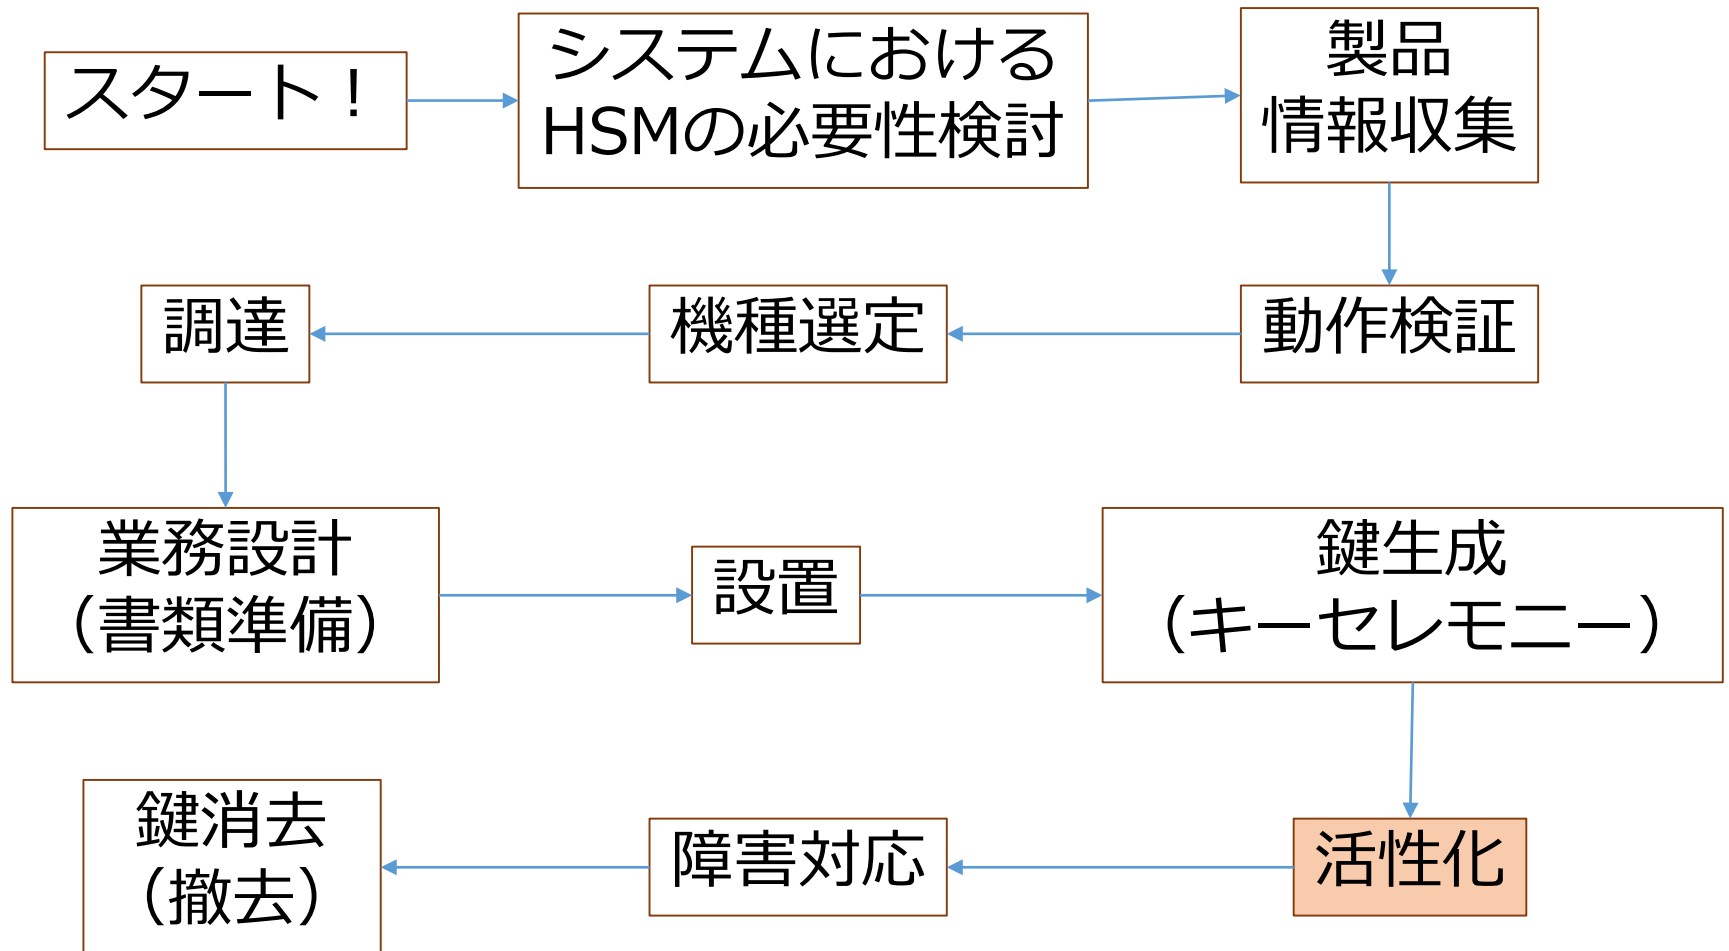 スタート！
システムにおける
HSMの必要性検討
製品
情報収集
動作検証
機種選定
調達
業務設計
（書類準備）
設置
鍵生成
（キーセレモニー）
活性化
障害対応
鍵消去
（撤去）